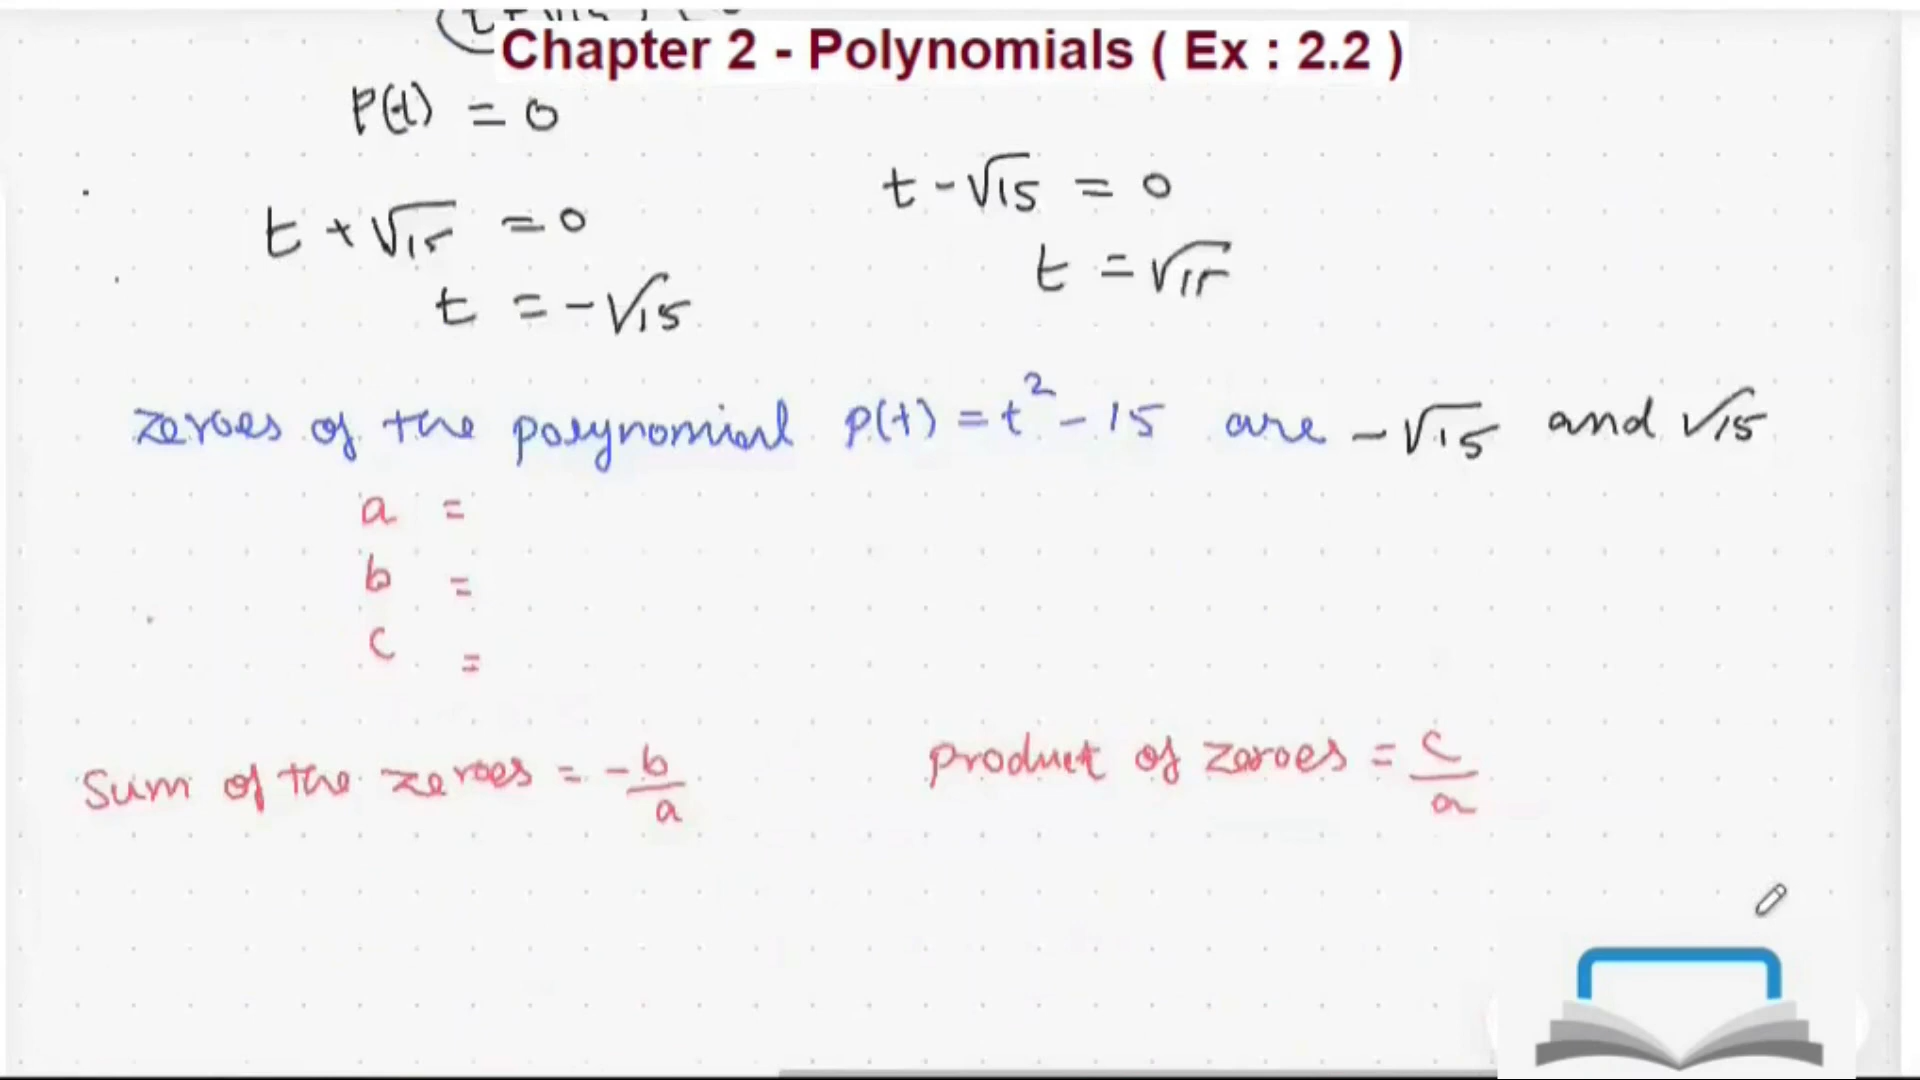 Chapter 2 - Polynomials ( Ex : 2.2 )
P(t) = 0
t - √15 = 0
t + √15 = 0
t = √15
t = -√15
zeroes of the polynomial p(t) = t² - 15 are -√15 and √15
a =
b =
c =
Sum of the zeroes = -b/a
product of zeroes = c/a